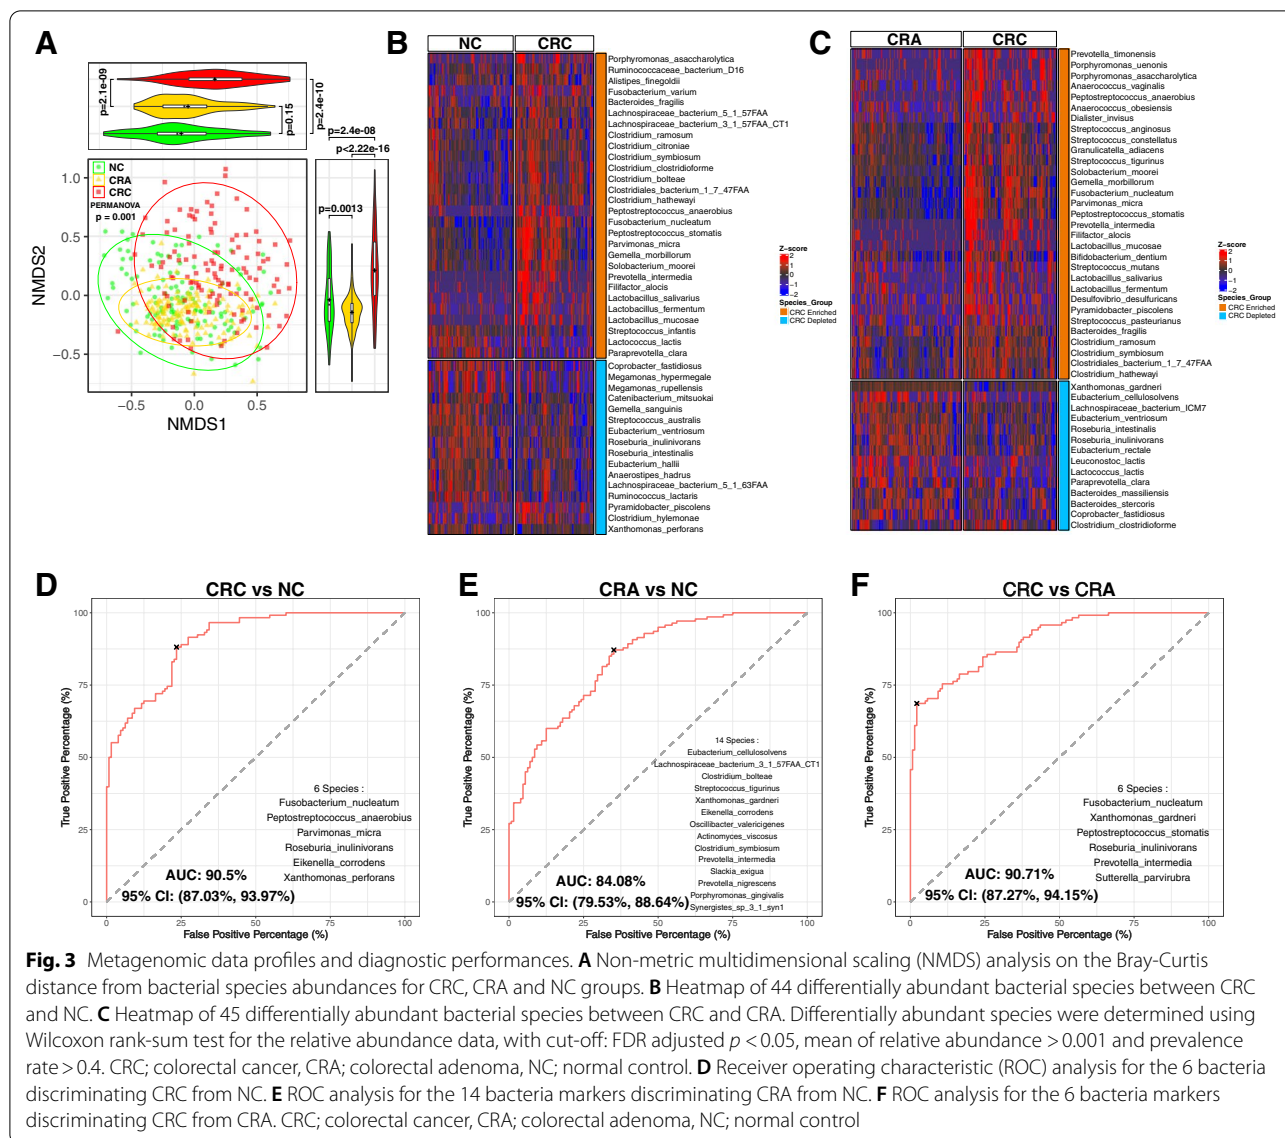 A
p=2.1e-09
p=0.15
p=2.4e-10
p=2.4e-08
p<2.22e-16
p=0.0013
NC
CRA
CRC
PERMANOVA
p = 0.001
1.0
0.5
0.0
−0.5
NMDS2
−0.5
0.0
0.5
NMDS1
B
NC
CRC
Porphyromonas_asaccharolytica
Ruminococcaceae_bacterium_D16
Alistipes_finegoldii
Fusobacterium_varium
Bacteroides_fragilis
Lachnospiraceae_bacterium_5_1_57FAA
Lachnospiraceae_bacterium_3_1_57FAA_CT1
Clostridium_ramosum
Clostridium_citroniae
Clostridium_symbiosum
Clostridium_clostridioforme
Clostridium_bolteae
Clostridiales_bacterium_1_7_47FAA
Clostridium_hathewayi
Peptostreptococcus_anaerobius
Fusobacterium_nucleatum
Peptostreptococcus_stomatis
Parvimonas_micra
Gemella_morbillorum
Solobacterium_moorei
Prevotella_intermedia
Filifactor_alocis
Lactobacillus_salivarius
Lactobacillus_fermentum
Lactobacillus_mucosae
Streptococcus_infantis
Lactococcus_lactis
Paraprevotella_clara
Coprobacter_fastidiosus
Megamonas_hypermegale
Megamonas_rupellensis
Catenibacterium_mitsuokai
Gemella_sanguinis
Streptococcus_australis
Eubacterium_ventriosum
Roseburia_inulinivorans
Roseburia_intestinalis
Eubacterium_hallii
Anaerostipes_hadrus
Lachnospiraceae_bacterium_5_1_63FAA
Ruminococcus_lactaris
Pyramidobacter_piscolens
Clostridium_hylemonae
Xanthomonas_perforans
Z-score
2
1
0
−1
−2
Species_Group
CRC Enriched
CRC Depleted
C
CRA
CRC
Prevotella_timonensis
Porphyromonas_uenonis
Porphyromonas_asaccharolytica
Anaerococcus_vaginalis
Peptostreptococcus_anaerobius
Anaerococcus_obesiensis
Dialister_invisus
Streptococcus_anginosus
Streptococcus_constellatus
Granulicatella_adiacens
Streptococcus_tigurinus
Solobacterium_moorei
Gemella_morbillorum
Fusobacterium_nucleatum
Parvimonas_micra
Peptostreptococcus_stomatis
Prevotella_intermedia
Filifactor_alocis
Lactobacillus_mucosae
Bifidobacterium_dentium
Streptococcus_mutans
Lactobacillus_salivarius
Lactobacillus_fermentum
Desulfovibrio_desulfuricans
Pyramidobacter_piscolens
Streptococcus_pasteurianus
Bacteroides_fragilis
Clostridium_ramosum
Clostridium_symbiosum
Clostridiales_bacterium_1_7_47FAA
Clostridium_hathewayi
Xanthomonas_gardneri
Eubacterium_cellulosolvens
Lachnospiraceae_bacterium_ICM7
Eubacterium_ventriosum
Roseburia_intestinalis
Roseburia_inulinivorans
Eubacterium_rectale
Leuconostoc_lactis
Lactococcus_lactis
Paraprevotella_clara
Bacteroides_massiliensis
Bacteroides_stercoris
Coprobacter_fastidiosus
Clostridium_clostridioforme
Z-score
2
1
0
−1
−2
Species_Group
CRC Enriched
CRC Depleted
D
CRC vs NC
True Positive Percentage (%)
100
75
50
25
0
6 Species :
Fusobacterium_nucleatum
Peptostreptococcus_anaerobius
Parvimonas_micra
Roseburia_inulinivorans
Eikenella_corrodens
Xanthomonas_perforans
AUC: 90.5%
95% CI: (87.03%, 93.97%)
0
25
50
75
100
False Positive Percentage (%)
E
CRA vs NC
True Positive Percentage (%)
100
75
50
25
0
14 Species :
Eubacterium_cellulosolvens
Lachnospiraceae_bacterium_3_1_57FAA_CT1
Clostridium_bolteae
Streptococcus_tigurinus
Xanthomonas_gardneri
Eikenella_corrodens
Oscillibacter_valericigenes
Actinomyces_viscosus
Clostridium_symbiosum
Prevotella_intermedia
Slackia_exigua
Prevotella_nigrescens
Porphyromonas_gingivalis
Synergistes_sp_3_1_syn1
AUC: 84.08%
95% CI: (79.53%, 88.64%)
0
25
50
75
100
False Positive Percentage (%)
F
CRC vs CRA
True Positive Percentage (%)
100
75
50
25
0
6 Species :
Fusobacterium_nucleatum
Xanthomonas_gardneri
Peptostreptococcus_stomatis
Roseburia_inulinivorans
Prevotella_intermedia
Sutterella_parvirubra
AUC: 90.71%
95% CI: (87.27%, 94.15%)
0
25
50
75
100
False Positive Percentage (%)
Fig. 3 Metagenomic data profiles and diagnostic performances. A Non-metric multidimensional scaling (NMDS) analysis on the Bray-Curtis
distance from bacterial species abundances for CRC, CRA and NC groups. B Heatmap of 44 differentially abundant bacterial species between CRC
and NC. C Heatmap of 45 differentially abundant bacterial species between CRC and CRA. Differentially abundant species were determined using
Wilcoxon rank-sum test for the relative abundance data, with cut-off: FDR adjusted p < 0.05, mean of relative abundance > 0.001 and prevalence
rate > 0.4. CRC; colorectal cancer, CRA; colorectal adenoma, NC; normal control. D Receiver operating characteristic (ROC) analysis for the 6 bacteria
discriminating CRC from NC. E ROC analysis for the 14 bacteria markers discriminating CRA from NC. F ROC analysis for the 6 bacteria markers
discriminating CRC from CRA. CRC; colorectal cancer, CRA; colorectal adenoma, NC; normal control